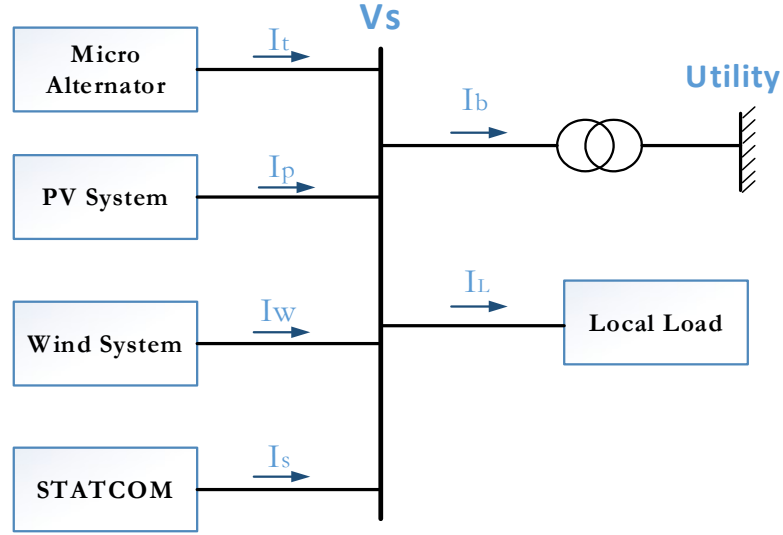 Vs
Micro
Alternator
It
Utility
Ib
PV System
Ip
IL
Local Load
Wind System
Iw
STATCOM
Is